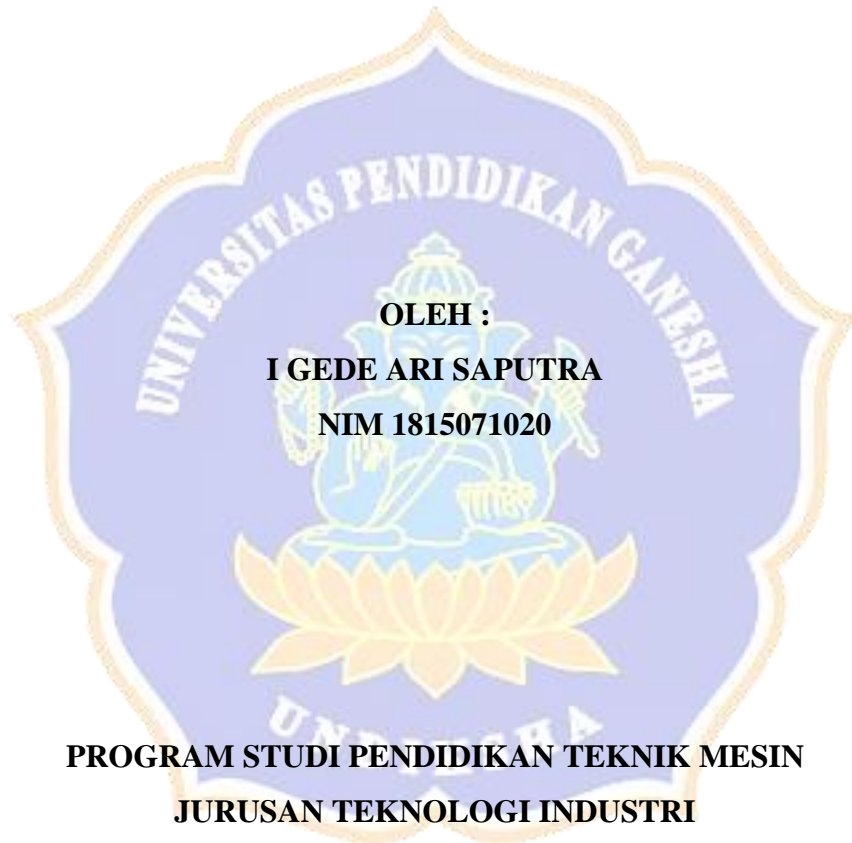 UNIVERSITAS PENDIDIKAN GANESHA
OLEH :
I GEDE ARI SAPUTRA
NIM 1815071020
UNDIKSHA
PROGRAM STUDI PENDIDIKAN TEKNIK MESIN
JURUSAN TEKNOLOGI INDUSTRI